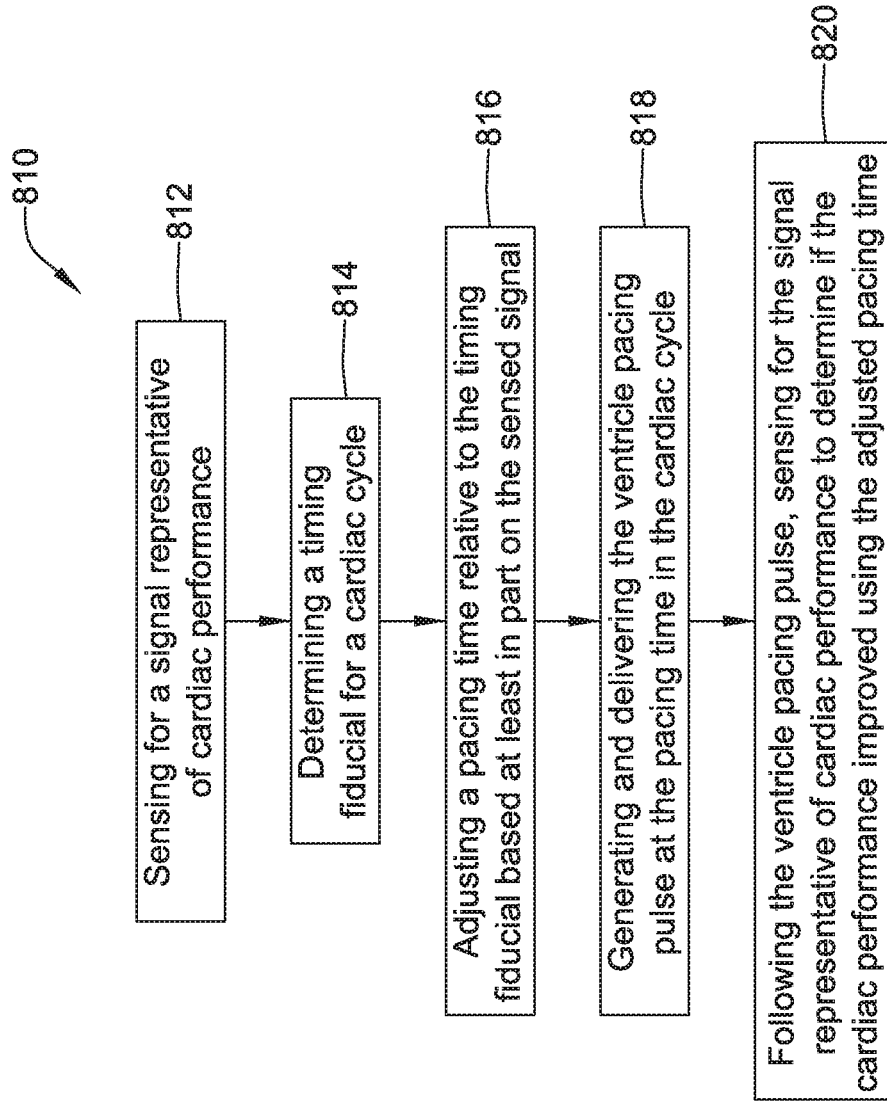 810
Sensing for a signal representative
of cardiac performance
812
Determining a timing
fiducial for a cardiac cycle
814
Adjusting a pacing time relative to the timing
fiducial based at least in part on the sensed signal
816
Generating and delivering the ventricle pacing
pulse at the pacing time in the cardiac cycle
818
Following the ventricle pacing pulse, sensing for the signal
representative of cardiac performance to determine if the
cardiac performance improved using the adjusted pacing time
820